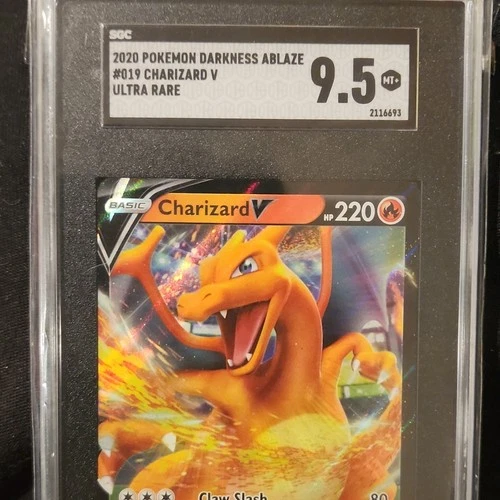 SGC
2020 POKEMON DARKNESS ABLAZE
#019 CHARIZARD V
ULTRA RARE
9.5 MT+
2116693
BASIC Charizard V HP 220
Claw Slash 80